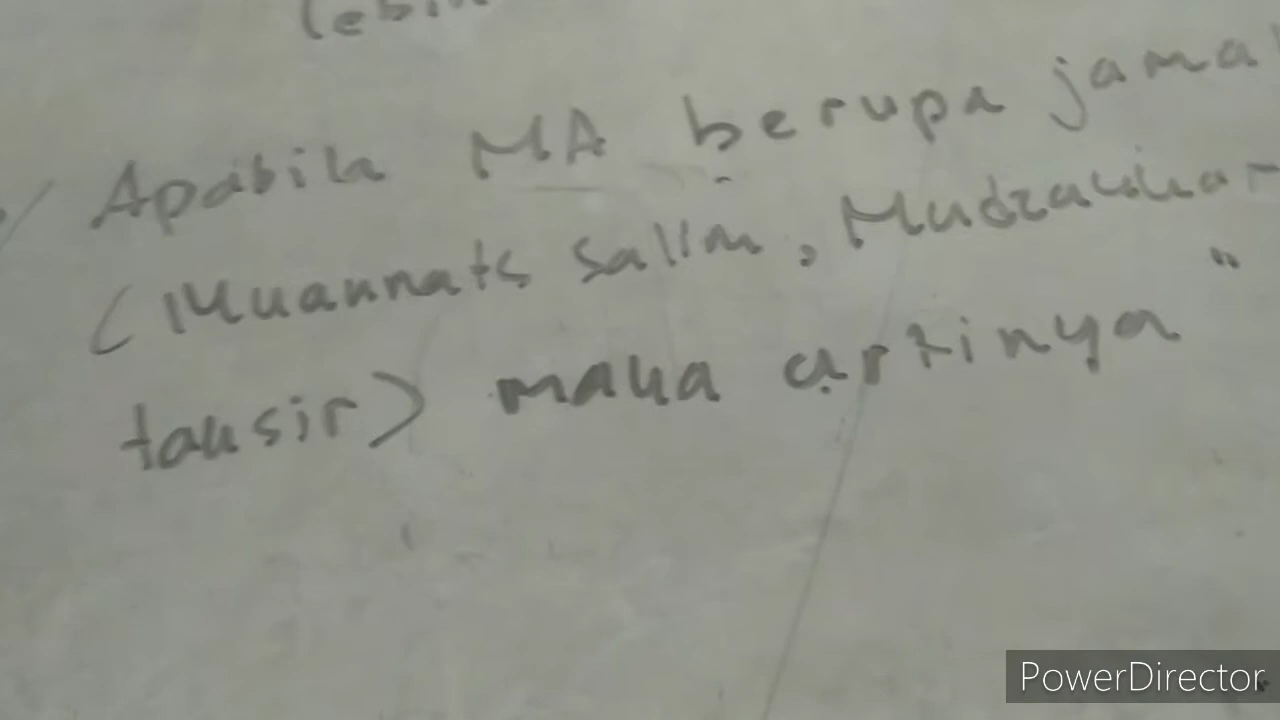 Apabila MA berupa jama
(Muannats Salim, Mudzakkar
taksir) maka artinya "
PowerDirector